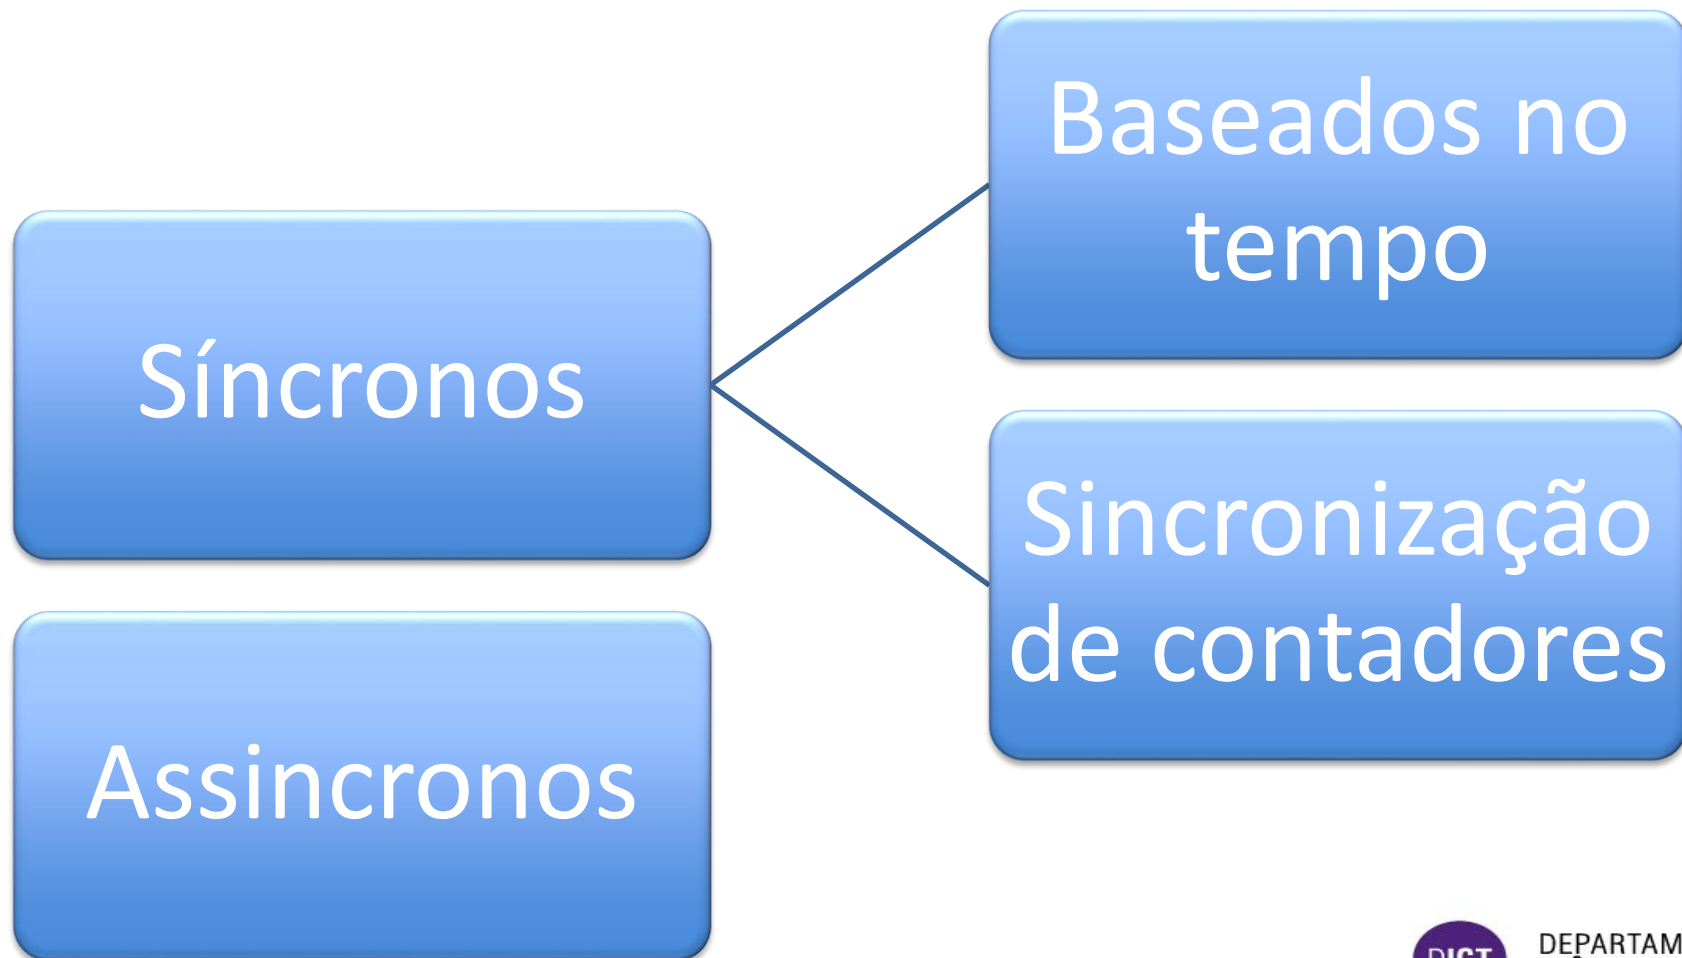 Síncronos
Baseados no
tempo
Sincronização
de contadores
Assincronos
DEPARTAM